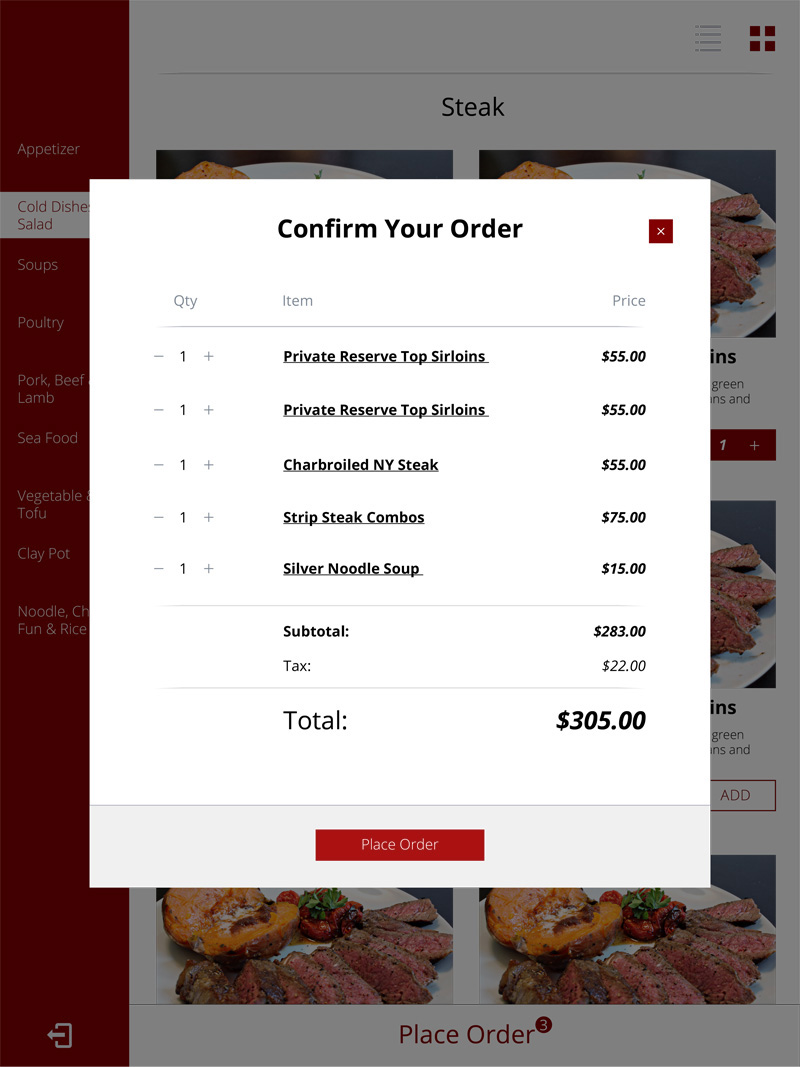 Steak
Appetizer
Cold Dishes
Salad
Soups
Poultry
Pork, Beef
Lamb
Sea Food
Vegetable &
Tofu
Clay Pot
Noodle, Ch
Fun & Rice
Confirm Your Order
×
Qty Item Price
− 1 + Private Reserve Top Sirloins $55.00
− 1 + Private Reserve Top Sirloins $55.00
− 1 + Charbroiled NY Steak $55.00
− 1 + Strip Steak Combos $75.00
− 1 + Silver Noodle Soup $15.00
Subtotal: $283.00
Tax: $22.00
Total: $305.00
Place Order
ins
green
ns and
1 +
ins
green
ns and
ADD
Place Order 3